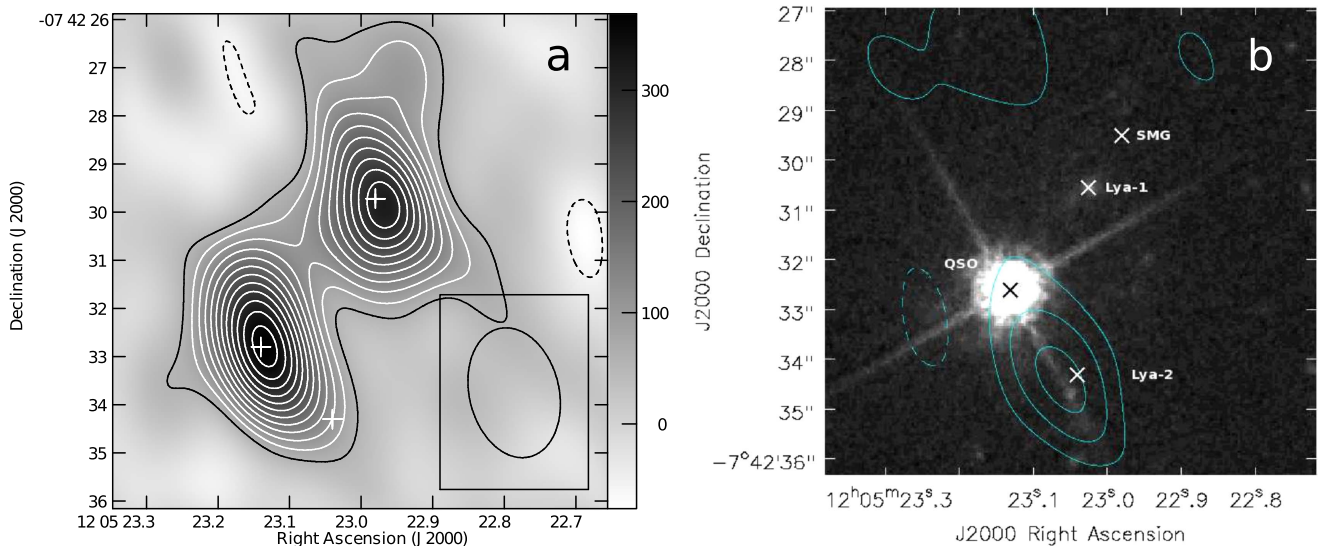 a
-07 42 26
27
28
29
30
31
32
33
34
35
36
Declination (J 2000)
12 05 23.3
23.2
23.1
23.0
22.9
22.8
22.7
Right Ascension (J 2000)
300
200
100
0
b
27"
28"
29"
30"
31"
32"
33"
34"
35"
−7°42'36"
J2000 Declination
SMG
Lya-1
QSO
Lya-2
12h05m23s.3
23s.1
23s.0
22s.9
22s.8
J2000 Right Ascension